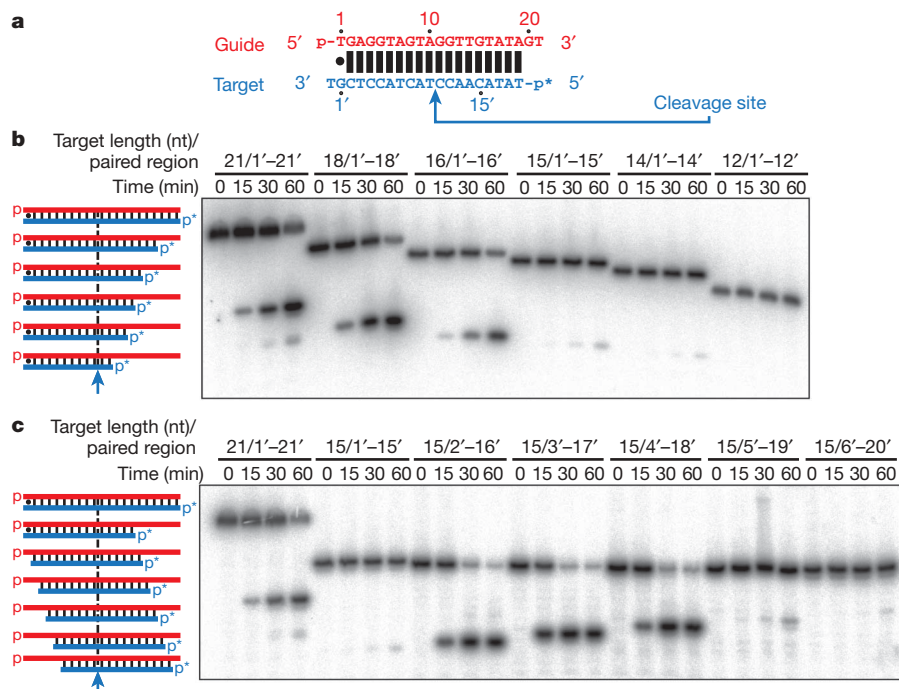 a
1 10 20
Guide 5′ p-TGAGGTAGTAGGTTGTATAGT 3′
Target 3′ TGCTCCATCATCCAACATAT-p* 5′
1′ 15′ Cleavage site
b
Target length (nt)/
paired region 21/1′–21′ 18/1′–18′ 16/1′–16′ 15/1′–15′ 14/1′–14′ 12/1′–12′
Time (min) 0 15 30 60 0 15 30 60 0 15 30 60 0 15 30 60 0 15 30 60 0 15 30 60
p p*
p p*
p p*
p p*
p p*
p p*
c
Target length (nt)/
paired region 21/1′–21′ 15/1′–15′ 15/2′–16′ 15/3′–17′ 15/4′–18′ 15/5′–19′ 15/6′–20′
Time (min) 0 15 30 60 0 15 30 60 0 15 30 60 0 15 30 60 0 15 30 60 0 15 30 60 0 15 30 60
p p*
p p*
p p*
p p*
p p*
p p*
p p*